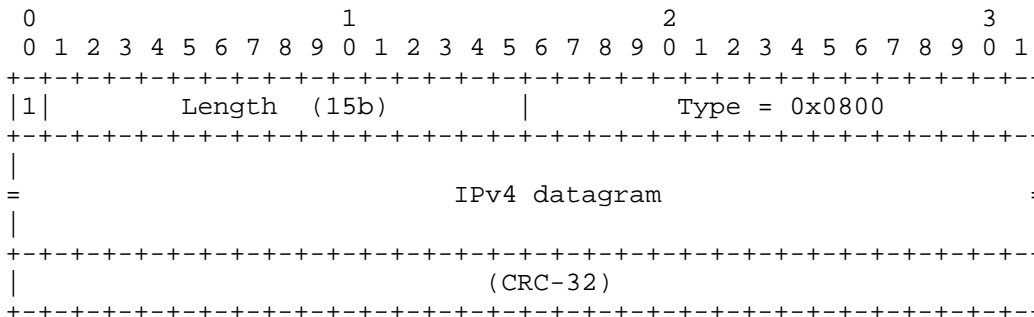 0                   1                   2                   3
 0 1 2 3 4 5 6 7 8 9 0 1 2 3 4 5 6 7 8 9 0 1 2 3 4 5 6 7 8 9 0 1
+-+-+-+-+-+-+-+-+-+-+-+-+-+-+-+-+-+-+-+-+-+-+-+-+-+-+-+-+-+-+-+-
|1|        Length  (15b)        |         Type = 0x0800
+-+-+-+-+-+-+-+-+-+-+-+-+-+-+-+-+-+-+-+-+-+-+-+-+-+-+-+-+-+-+-+-
|
=                           IPv4 datagram                       =
|
+-+-+-+-+-+-+-+-+-+-+-+-+-+-+-+-+-+-+-+-+-+-+-+-+-+-+-+-+-+-+-+-
|                             (CRC-32)
+-+-+-+-+-+-+-+-+-+-+-+-+-+-+-+-+-+-+-+-+-+-+-+-+-+-+-+-+-+-+-+-